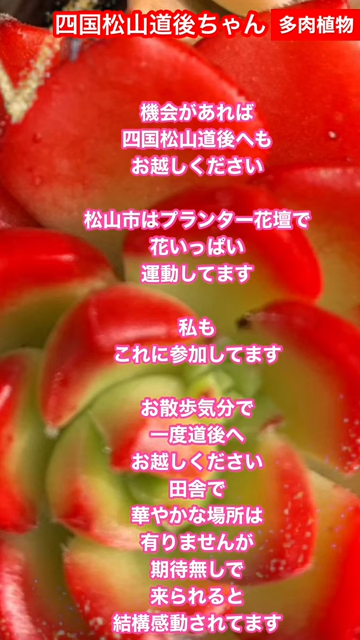 四国松山道後ちゃん 多肉植物
機会があれば
四国松山道後へも
お越しください
松山市はプランター花壇で
花いっぱい
運動してます
私も
これに参加してます
お散歩気分で
一度道後へ
お越しください
田舎で
華やかな場所は
有りませんが
期待無しで
来られると
結構感動されてます